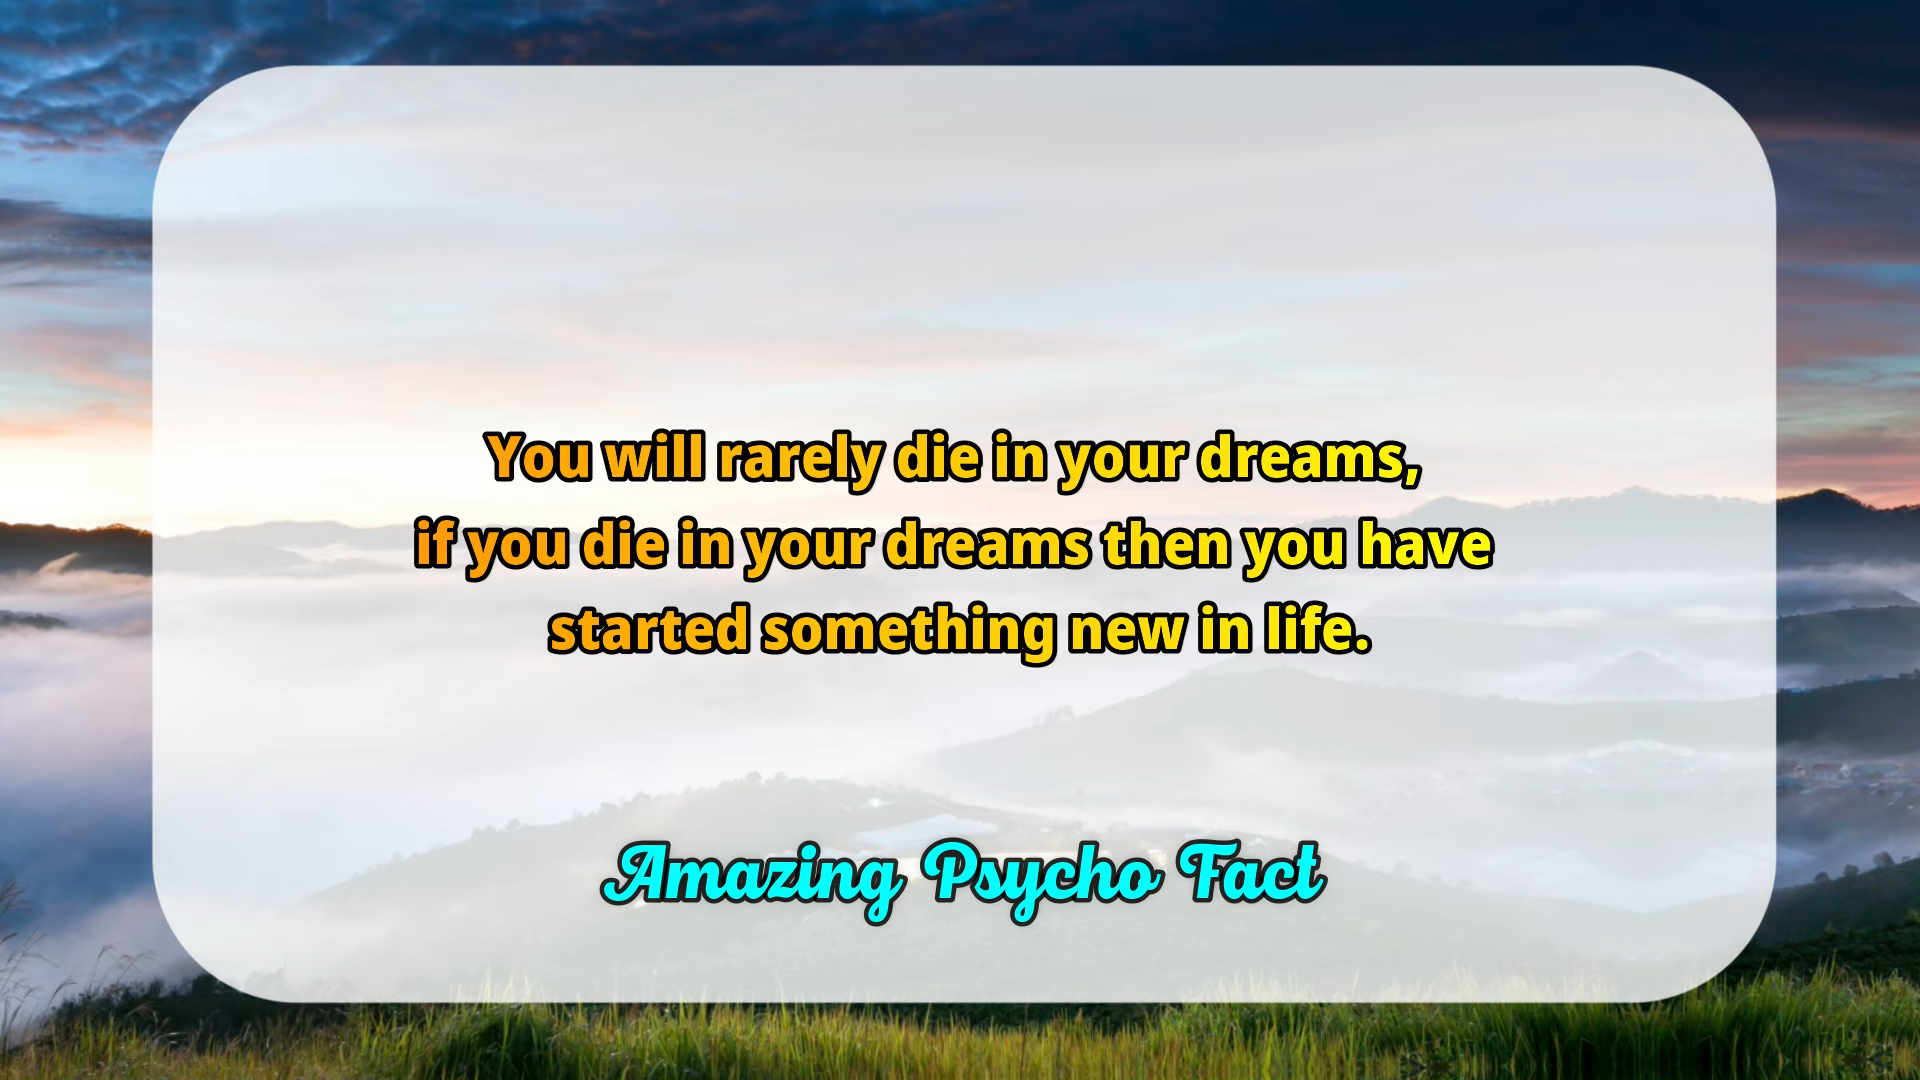 You will rarely die in your dreams,
if you die in your dreams then you have
started something new in life.
Amazing Psycho Fact